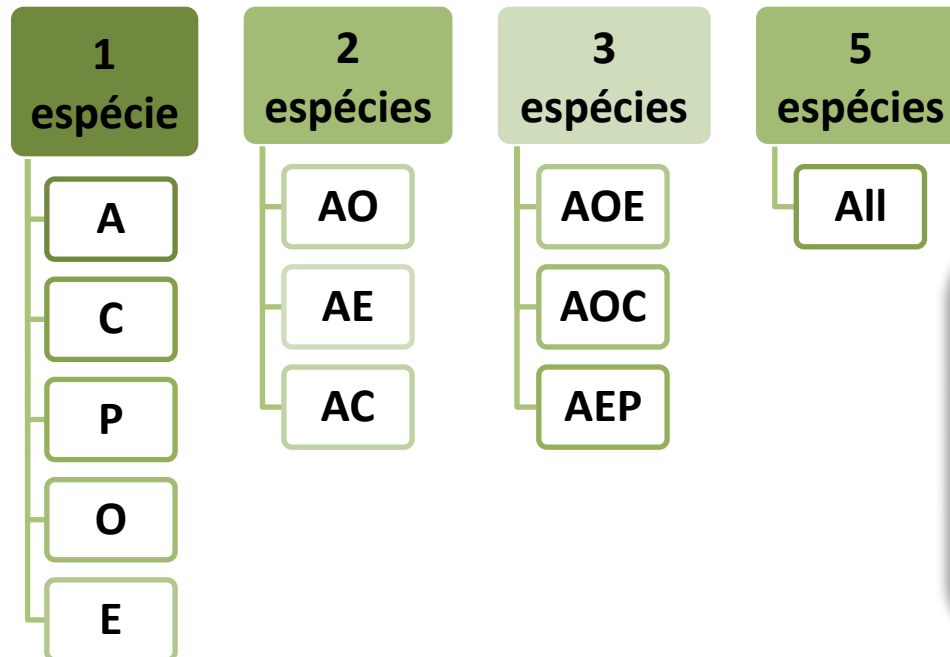 1
espécie
A
C
P
O
E
2
espécies
AO
AE
AC
3
espécies
AOE
AOC
AEP
5
espécies
All